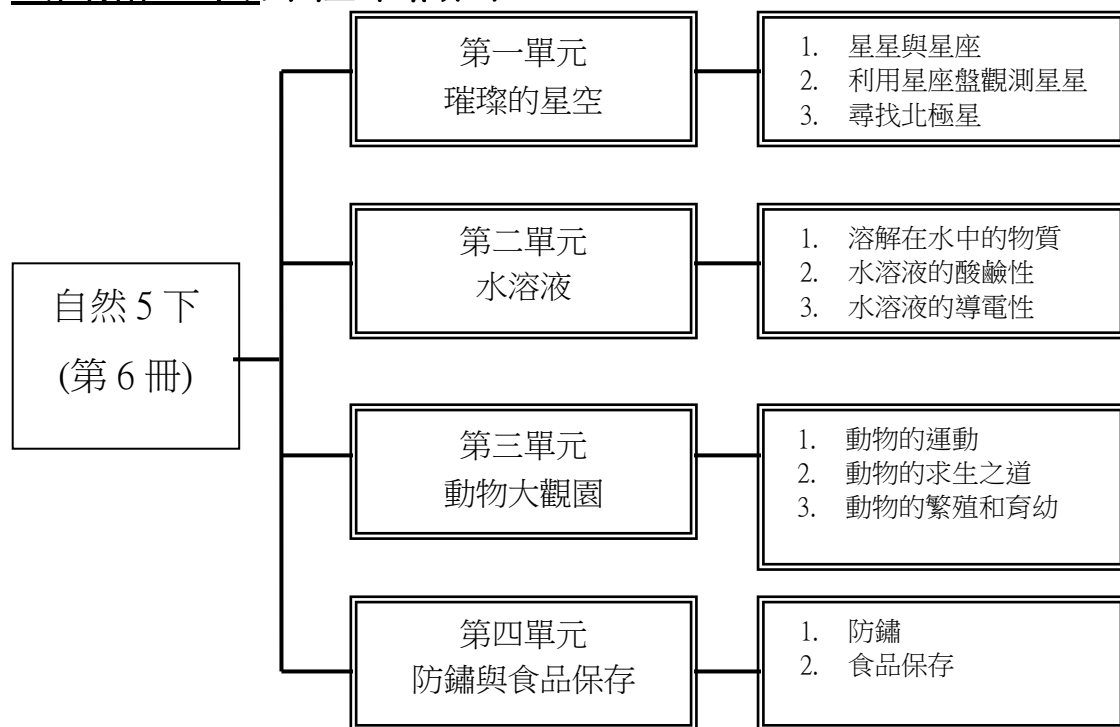 自然 5 下
(第 6 冊)
第一單元
璀璨的星空
1. 星星與星座
2. 利用星座盤觀測星星
3. 尋找北極星
第二單元
水溶液
1. 溶解在水中的物質
2. 水溶液的酸鹼性
3. 水溶液的導電性
第三單元
動物大觀園
1. 動物的運動
2. 動物的求生之道
3. 動物的繁殖和育幼
第四單元
防鏽與食品保存
1. 防鏽
2. 食品保存